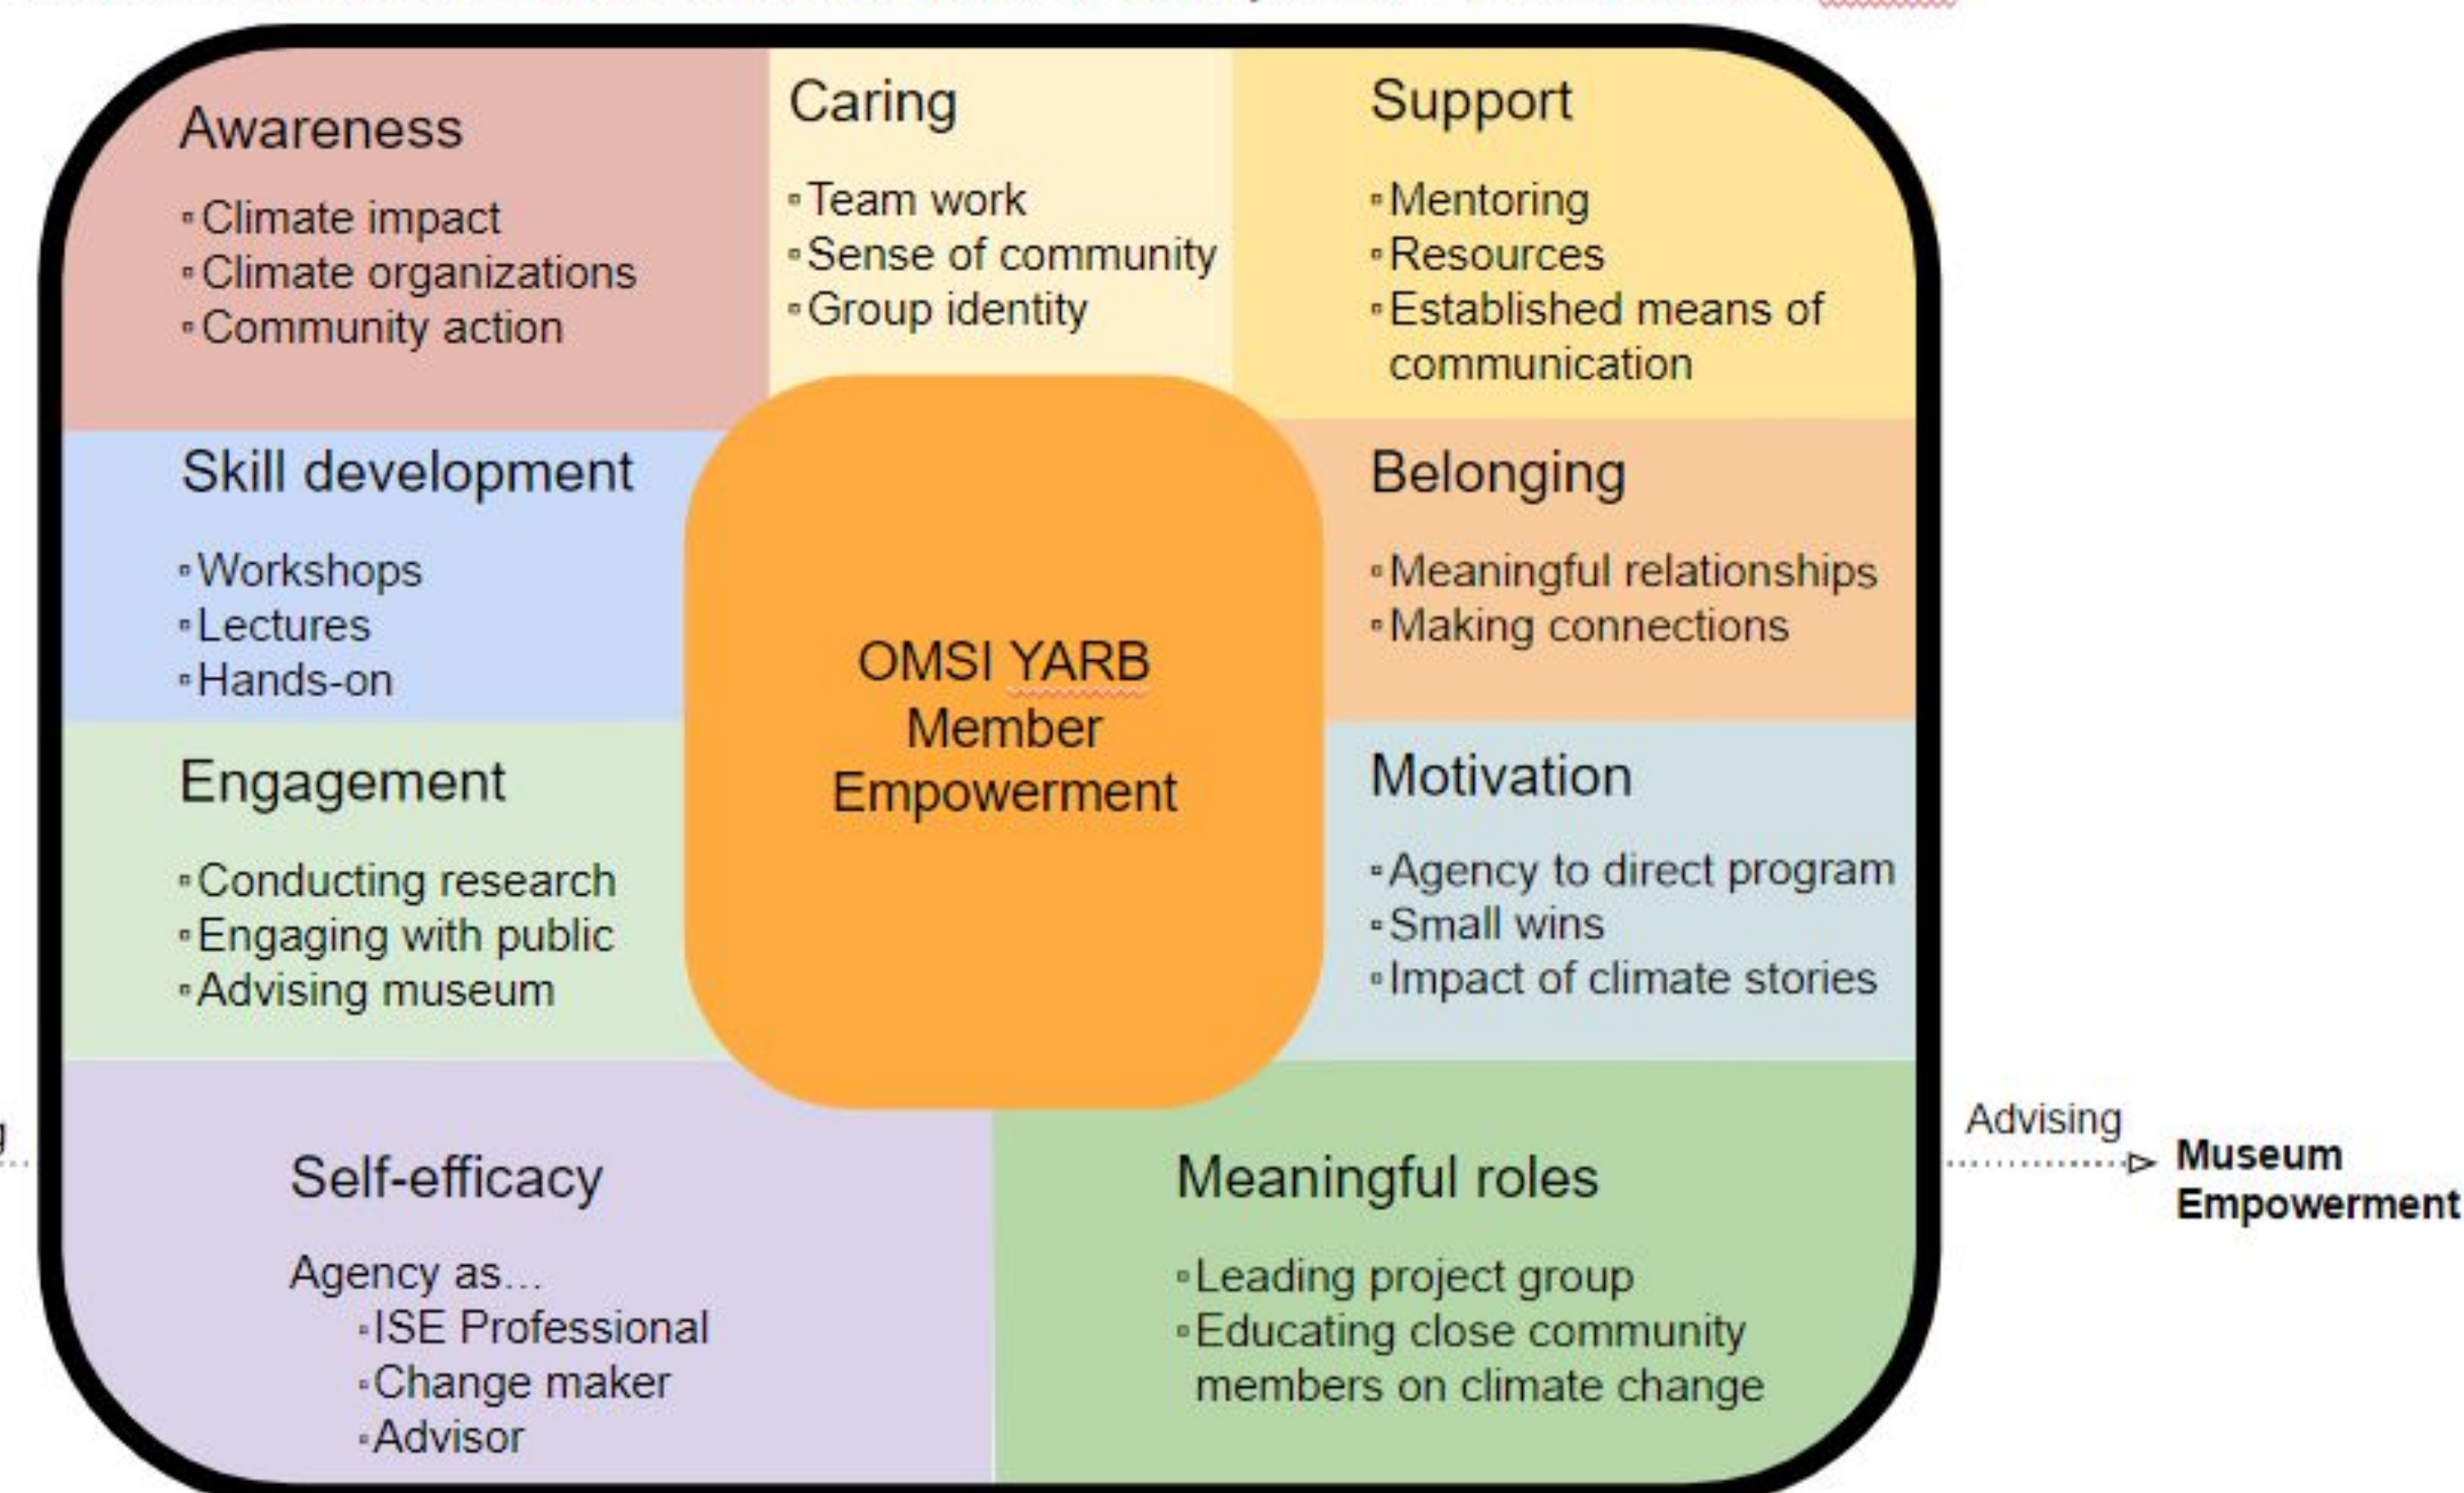 Awareness
▫Climate impact
▫Climate organizations
▫Community action
Caring
▫Team work
▫Sense of community
▫Group identity
Support
▫Mentoring
▫Resources
▫Established means of
communication
Skill development
▫Workshops
▫Lectures
▫Hands-on
OMSI YARB
Member
Empowerment
Belonging
▫Meaningful relationships
▫Making connections
Engagement
▫Conducting research
▫Engaging with public
▫Advising museum
Motivation
▫Agency to direct program
▫Small wins
▫Impact of climate stories
Self-efficacy
Agency as…
▫ISE Professional
▫Change maker
▫Advisor
Meaningful roles
▫Leading project group
▫Educating close community
members on climate change
Advising
Museum
Empowerment